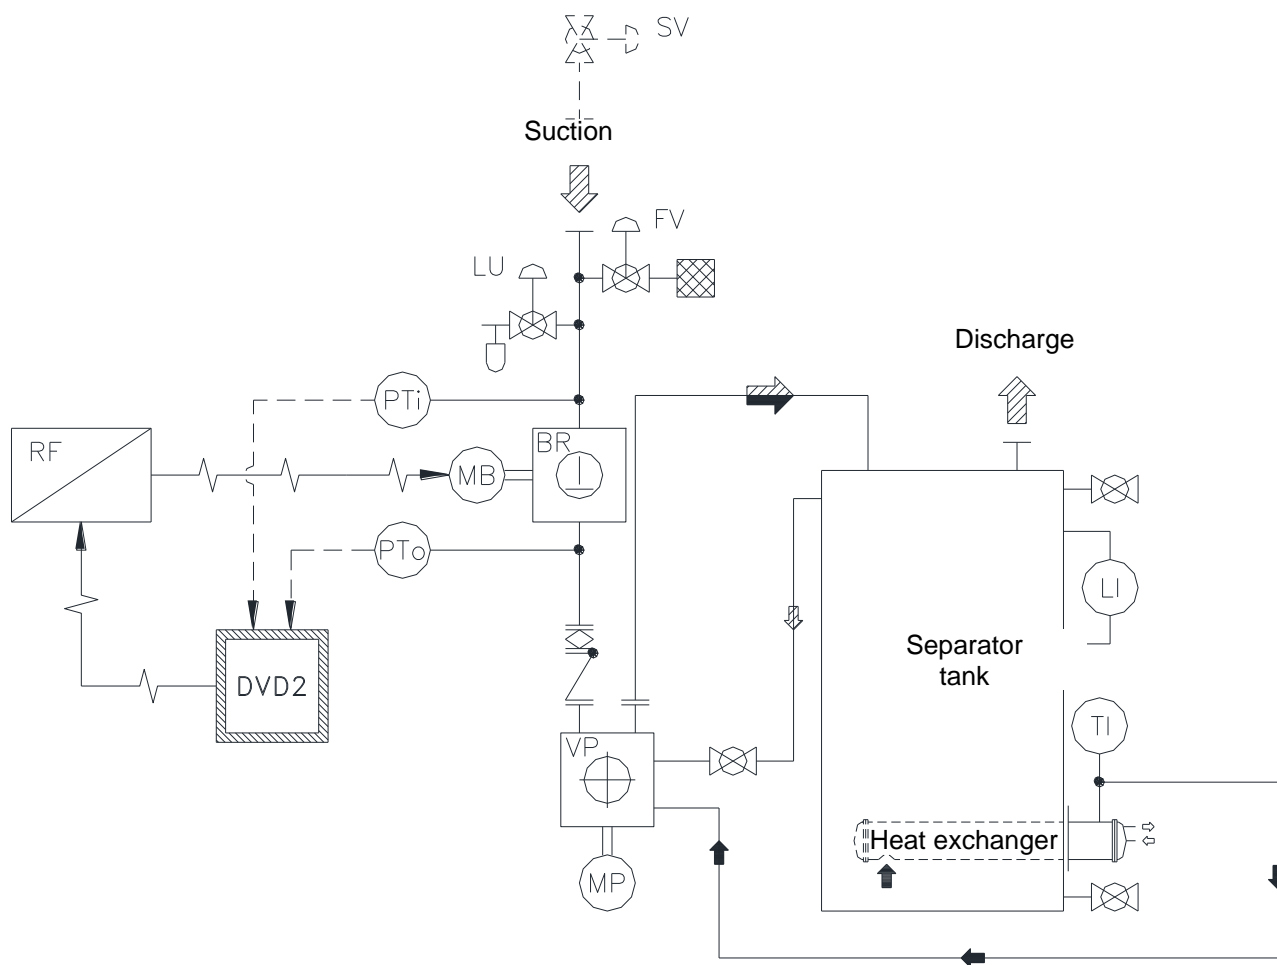 SV
Suction
FV
LU
Discharge
PTi
RF
BR
MB
PTo
LI
Separator
tank
DVD2
TI
VP
Heat exchanger
MP